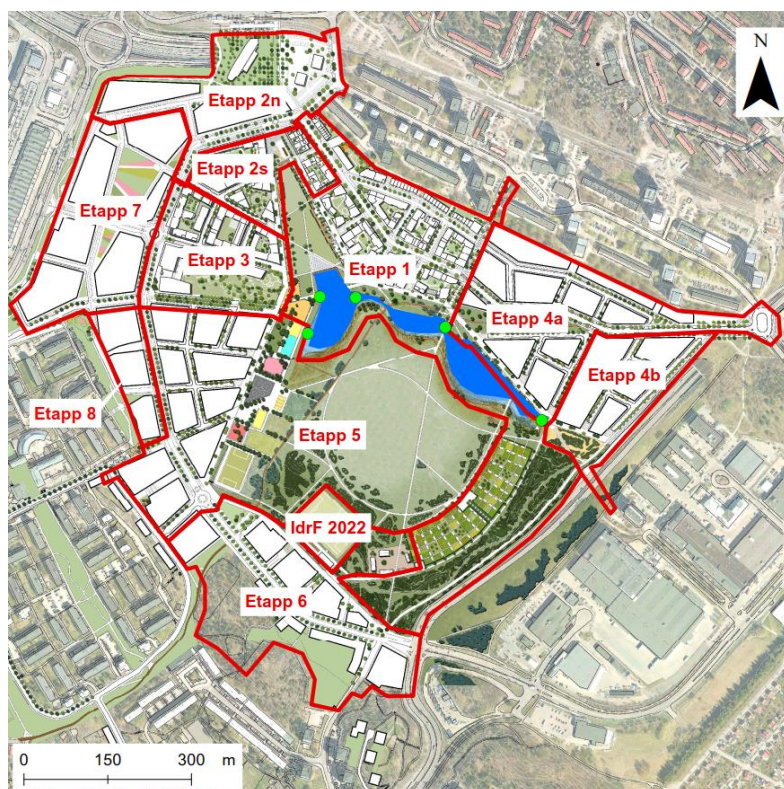 N
Etapp 2n
Etapp 2s
Etapp 7
Etapp 3
Etapp 1
Etapp 4a
Etapp 4b
Etapp 8
Etapp 5
IdrF 2022
Etapp 6
0 150 300 m